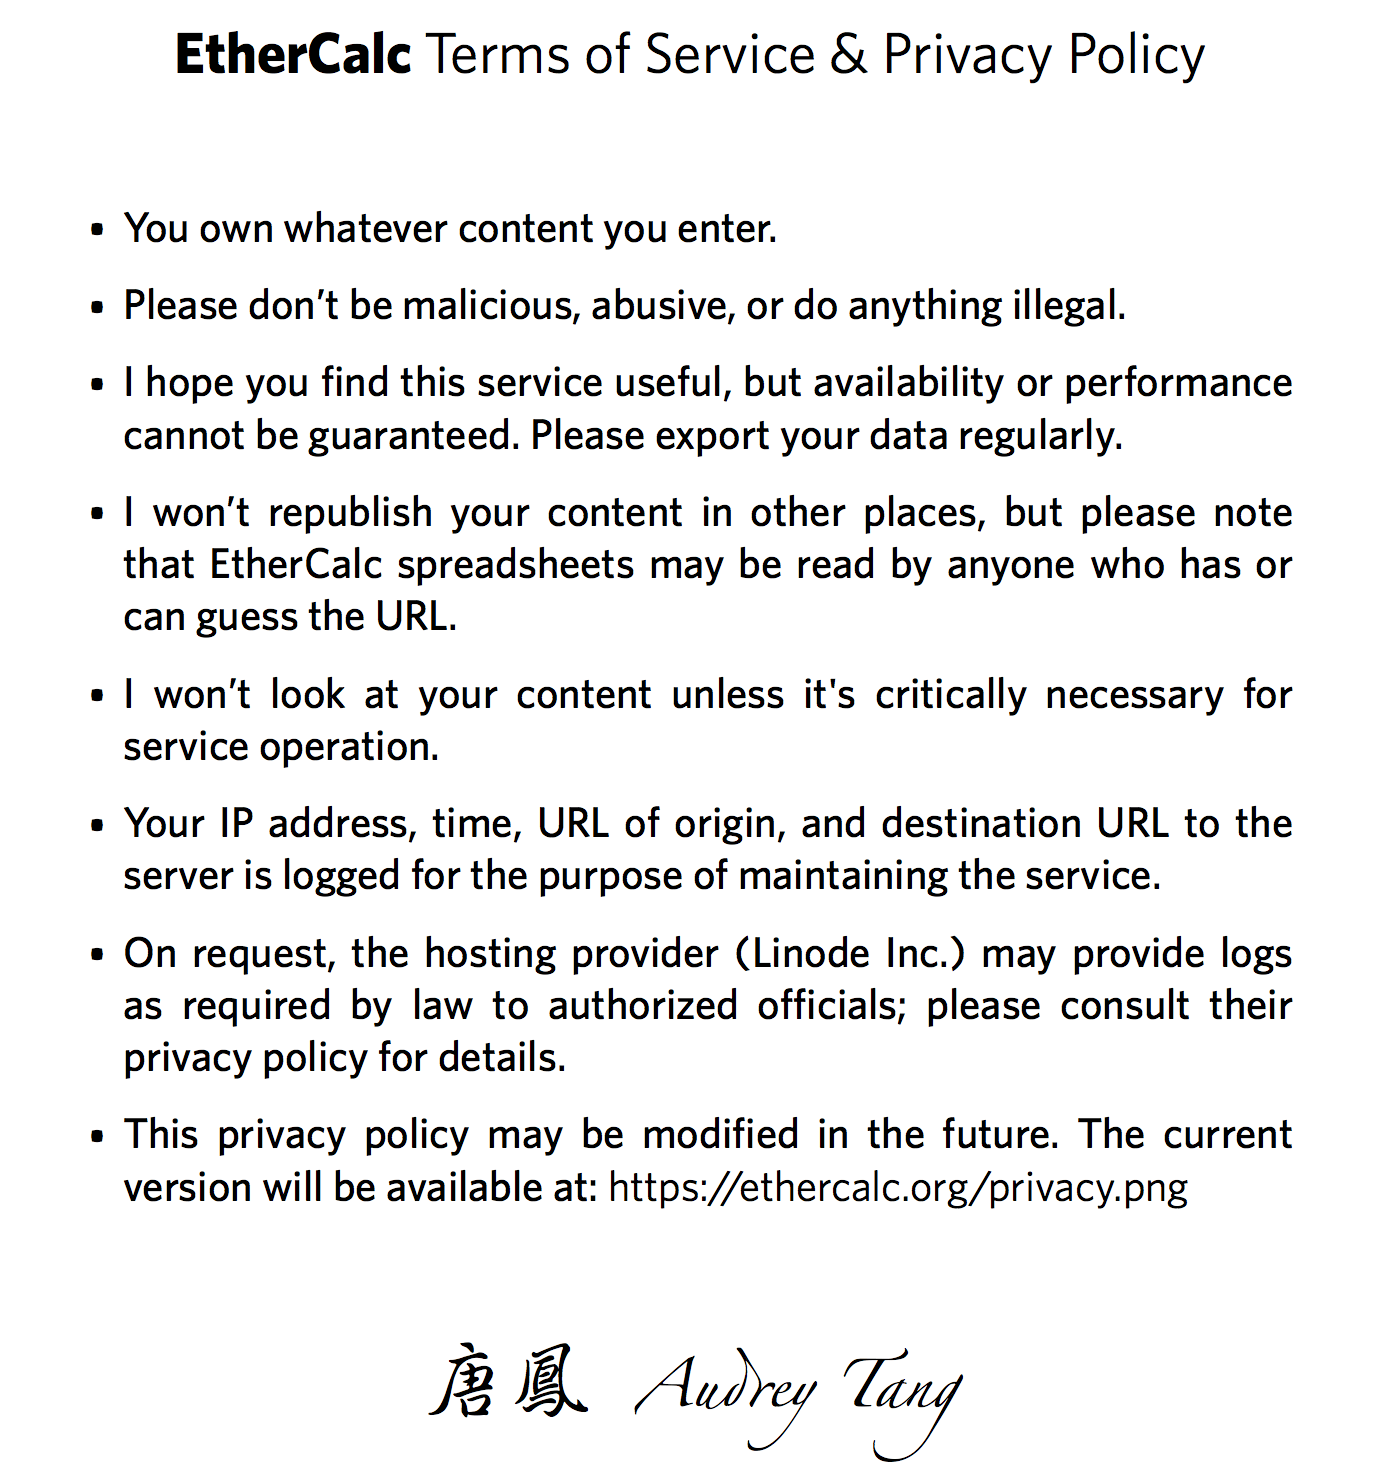 EtherCalc Terms of Service & Privacy Policy
• You own whatever content you enter.
• Please don’t be malicious, abusive, or do anything illegal.
• I hope you find this service useful, but availability or performance
cannot be guaranteed. Please export your data regularly.
• I won’t republish your content in other places, but please note
that EtherCalc spreadsheets may be read by anyone who has or
can guess the URL.
• I won’t look at your content unless it's critically necessary for
service operation.
• Your IP address, time, URL of origin, and destination URL to the
server is logged for the purpose of maintaining the service.
• On request, the hosting provider (Linode Inc.) may provide logs
as required by law to authorized officials; please consult their
privacy policy for details.
• This privacy policy may be modified in the future. The current
version will be available at: https://ethercalc.org/privacy.png
唐鳳 Audrey Tang